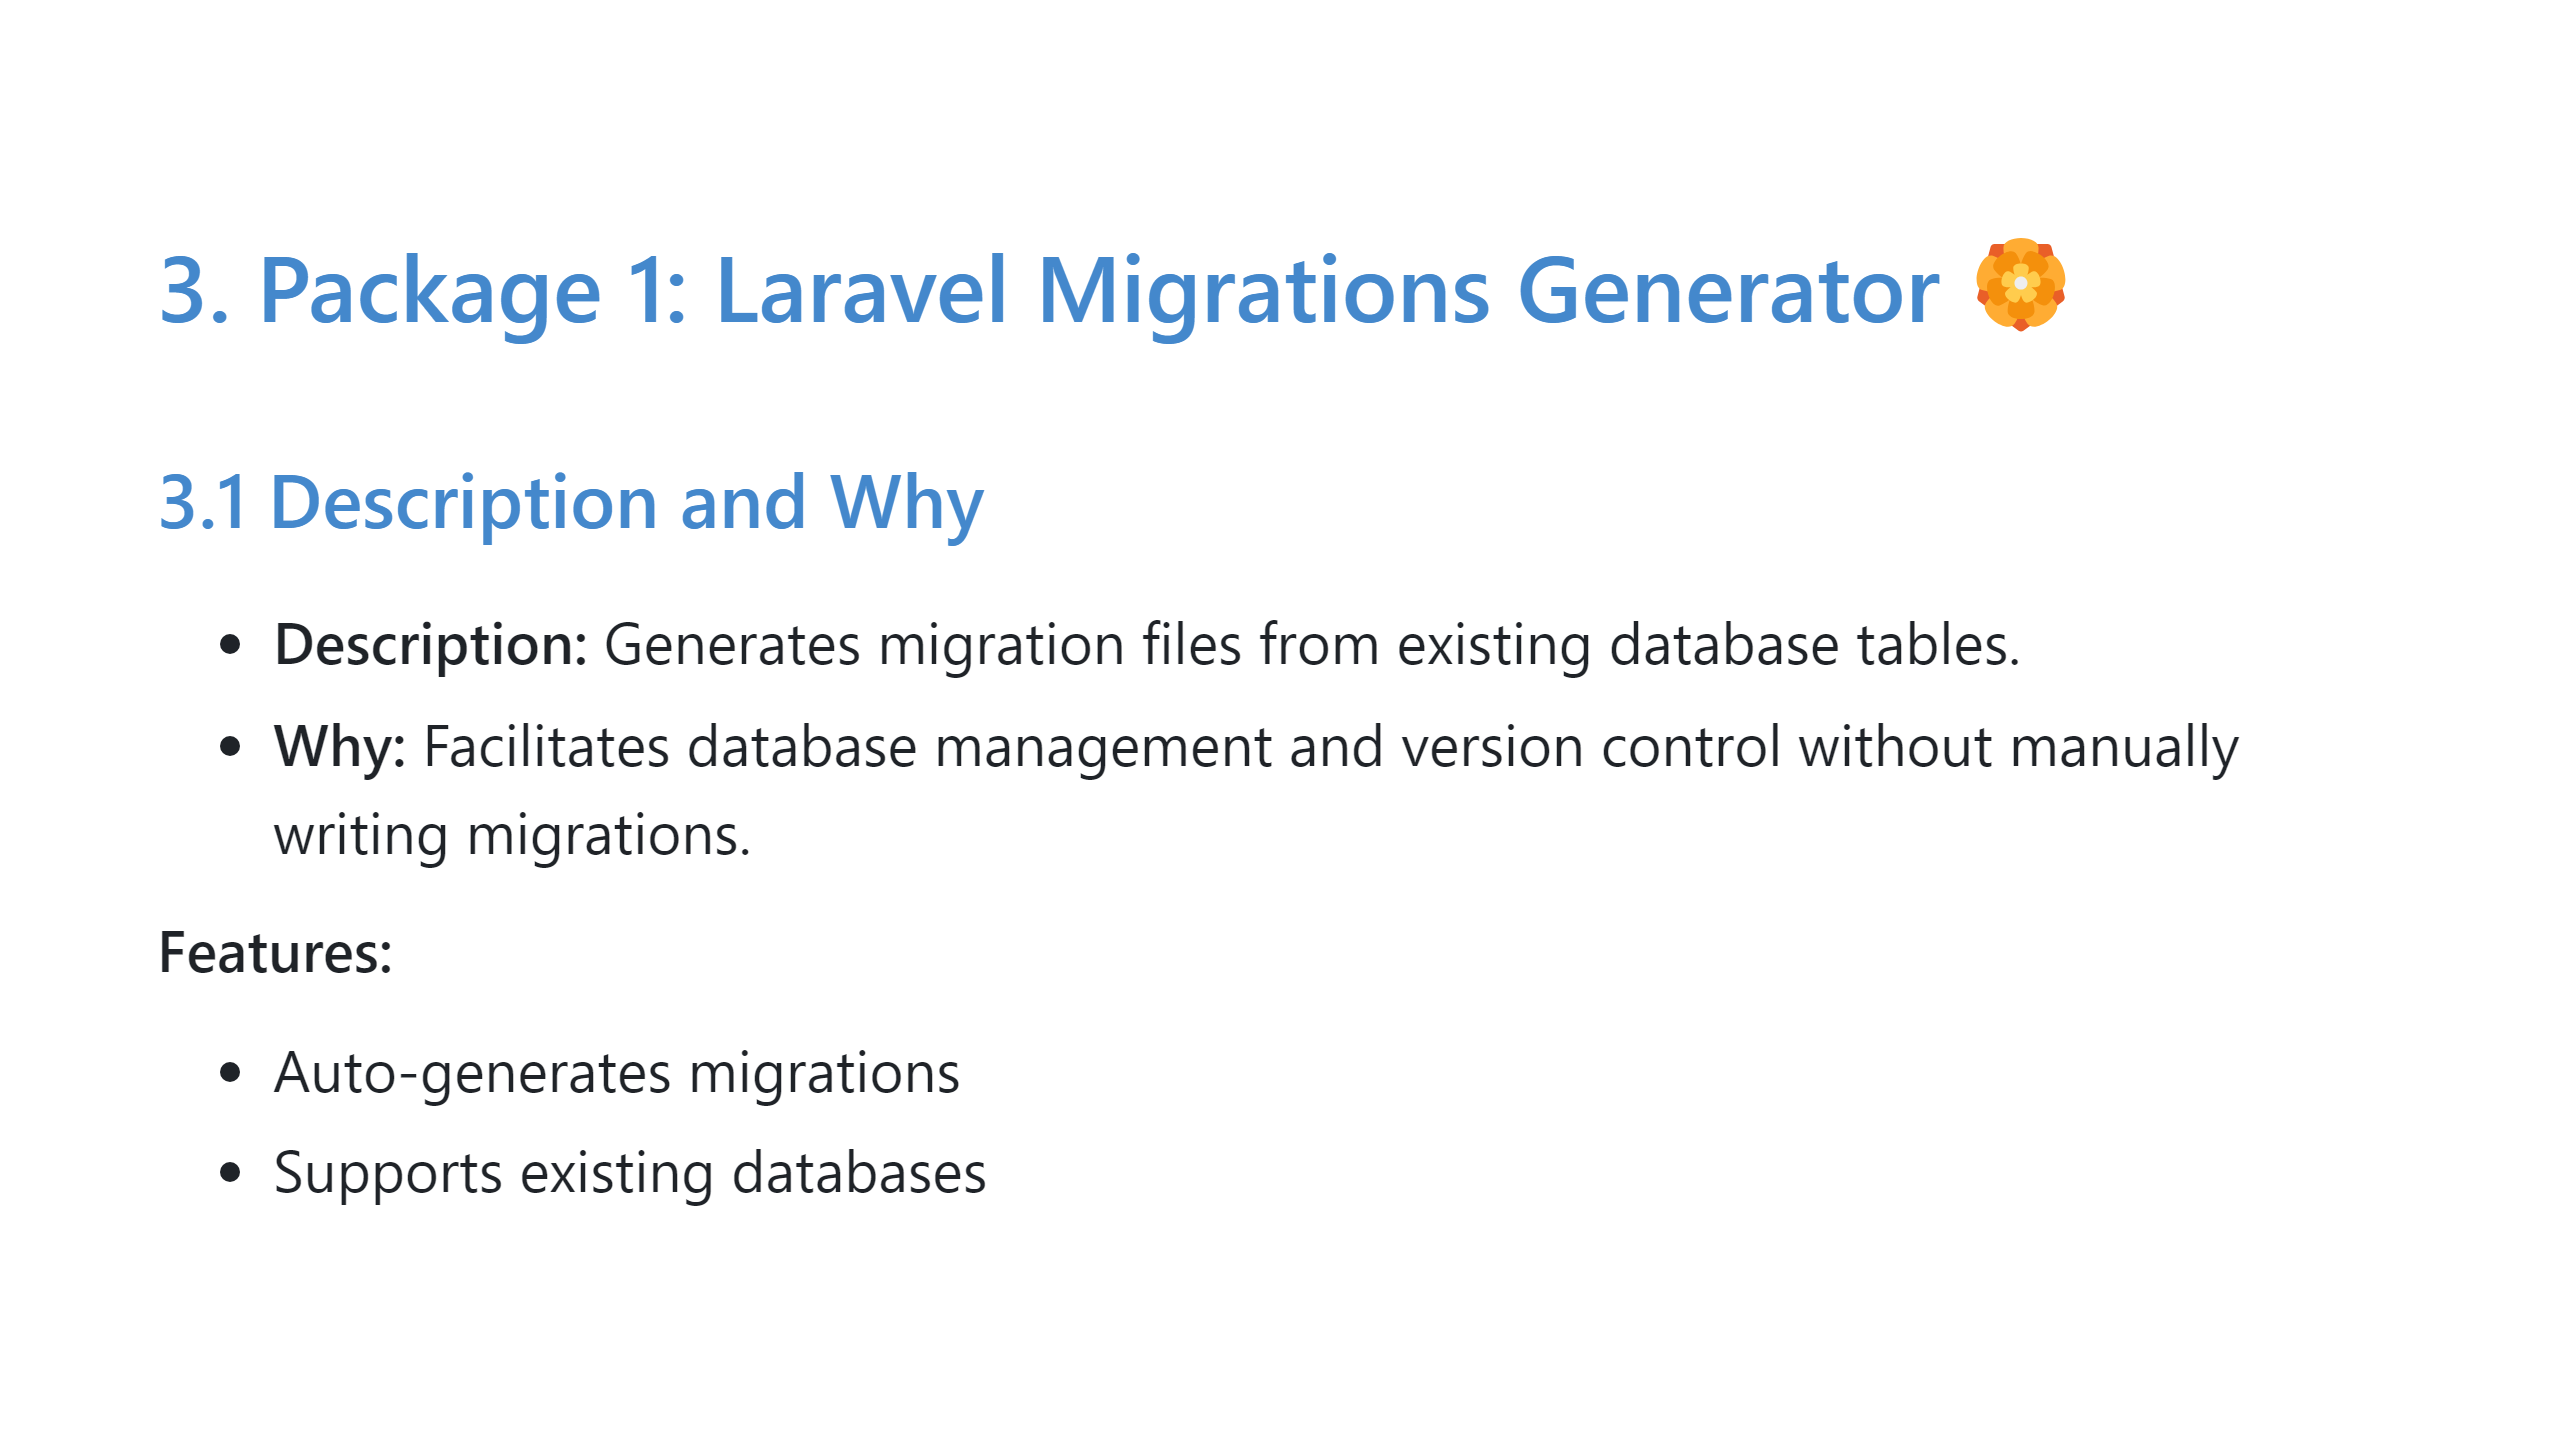 3. Package 1: Laravel Migrations Generator
3.1 Description and Why
• Description: Generates migration files from existing database tables.
• Why: Facilitates database management and version control without manually
writing migrations.
Features:
• Auto-generates migrations
• Supports existing databases